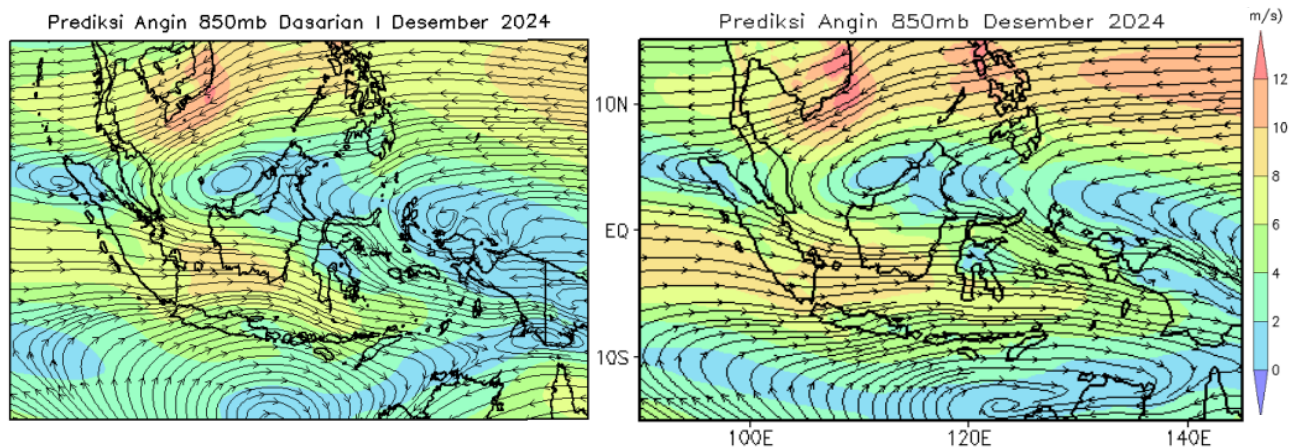 Prediksi Angin 850mb Dasarian I Desember 2024
Prediksi Angin 850mb Desember 2024
m/s)
12
10
8
6
4
2
0
10N
EQ
10S
100E
120E
140E